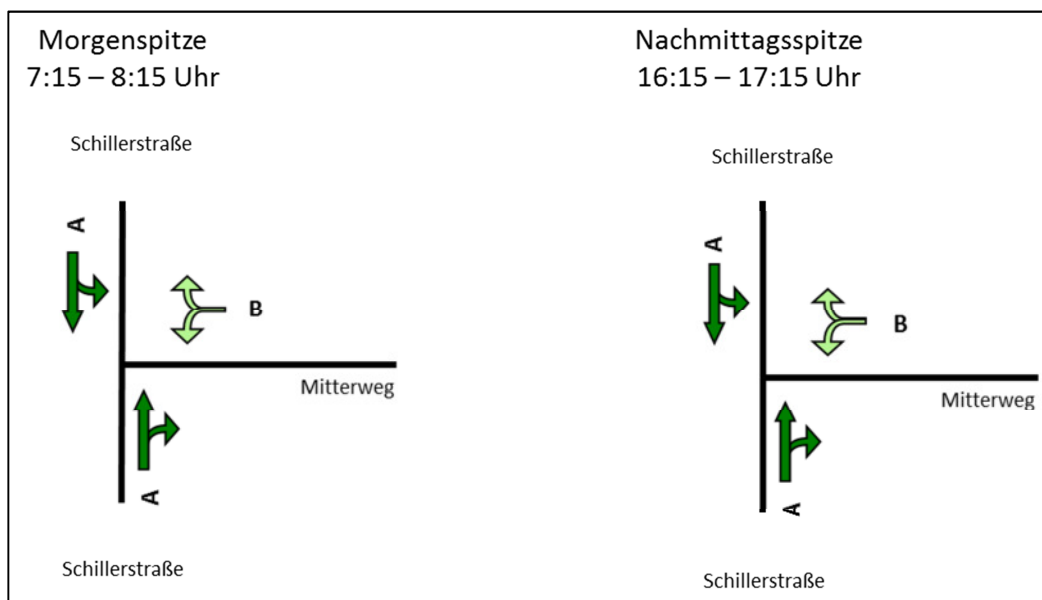 Morgenspitze
7:15 – 8:15 Uhr
Schillerstraße
A
B
Mitterweg
A
Schillerstraße
Nachmittagsspitze
16:15 – 17:15 Uhr
Schillerstraße
A
B
Mitterweg
A
Schillerstraße